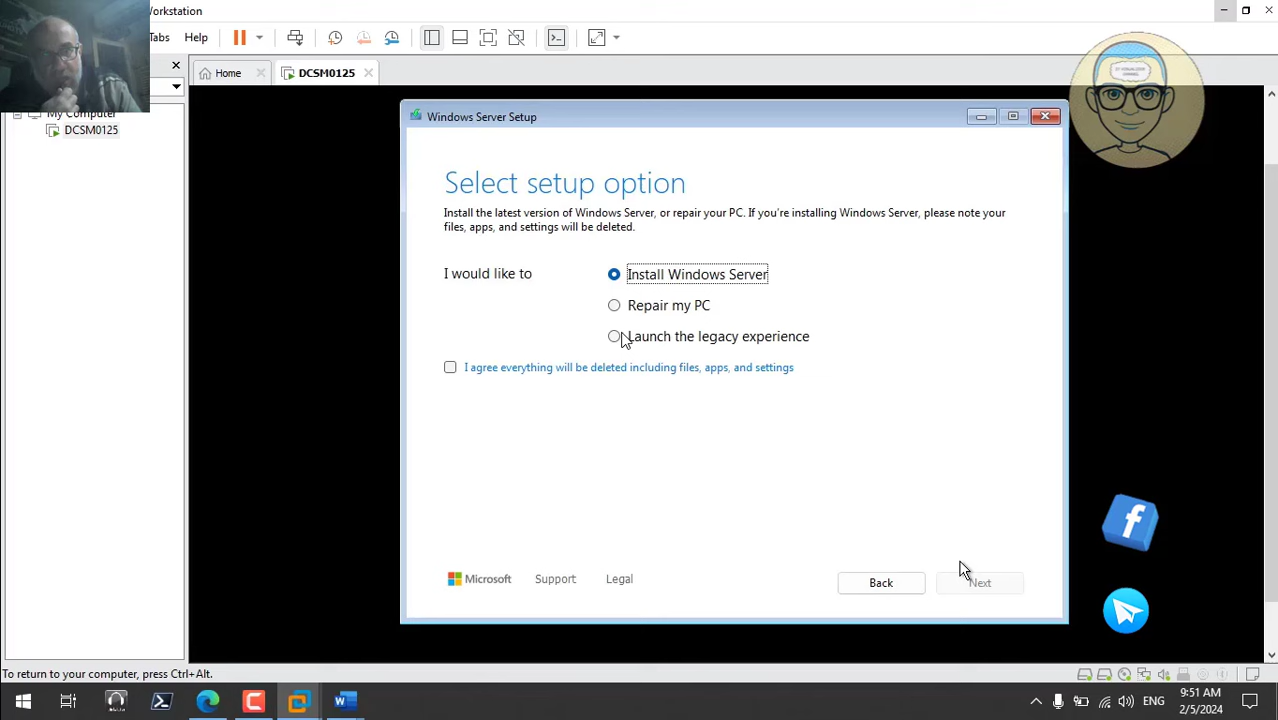 Workstation
Tabs
Help
Home
DCSM0125
My Computer
DCSM0125
Windows Server Setup
Select setup option
Install the latest version of Windows Server, or repair your PC. If you're installing Windows Server, please note your
files, apps, and settings will be deleted.
I would like to
Install Windows Server
Repair my PC
Launch the legacy experience
I agree everything will be deleted including files, apps, and settings
Microsoft
Support
Legal
Back
Next
To return to your computer, press Ctrl+Alt.
ENG
9:51 AM
2/5/2024